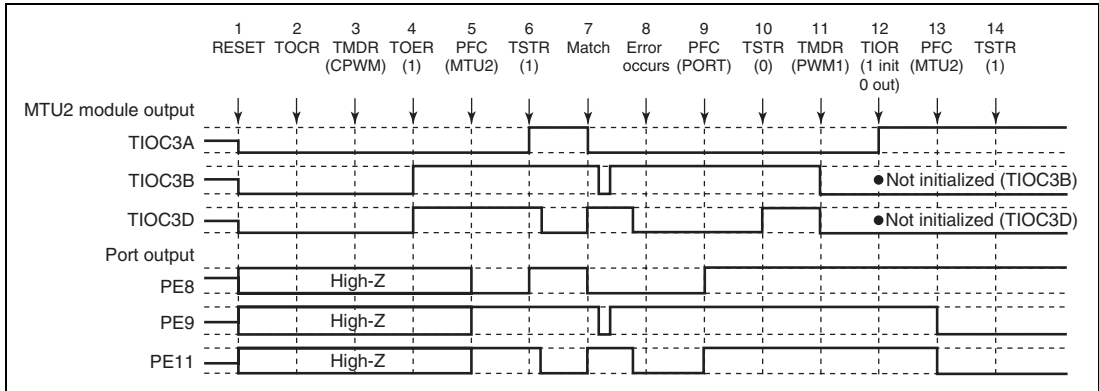 1 2 3 4 5 6 7 8 9 10 11 12 13 14
RESET TOCR TMDR TOER PFC TSTR Match Error PFC TSTR TMDR TIOR PFC TSTR
(CPWM) (1) (MTU2) (1) occurs (PORT) (0) (PWM1) (1 init (MTU2) (1)
0 out)
MTU2 module output
TIOC3A
TIOC3B
●Not initialized (TIOC3B)
TIOC3D
●Not initialized (TIOC3D)
Port output
PE8
High-Z
PE9
High-Z
PE11
High-Z